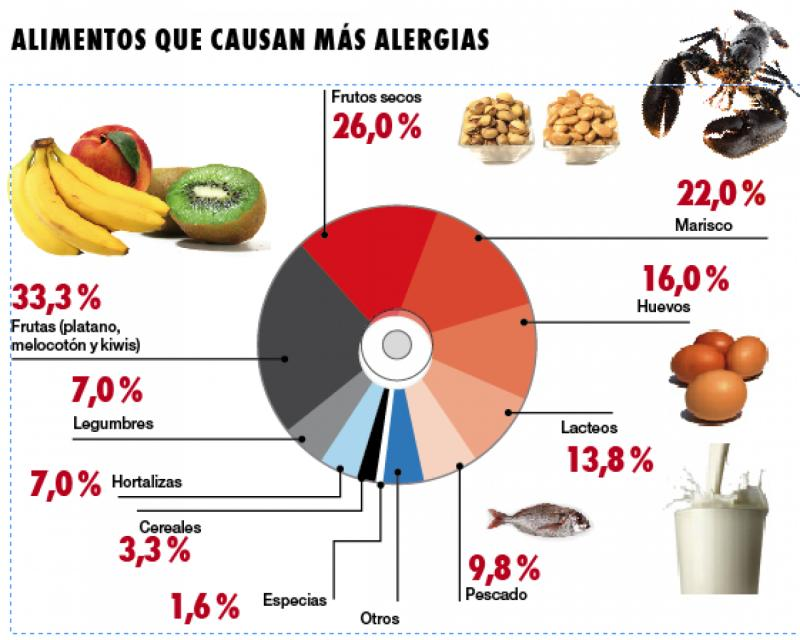 ALIMENTOS QUE CAUSAN MÁS ALERGIAS
Frutos secos
26,0%
22,0%
Marisco
16,0%
Huevos
33,3%
Frutas (platano,
melocotón y kiwis)
7,0%
Legumbres
Lacteos
13,8%
7,0% Hortalizas
Cereales
3,3%
9,8%
Pescado
1,6% Especias
Otros